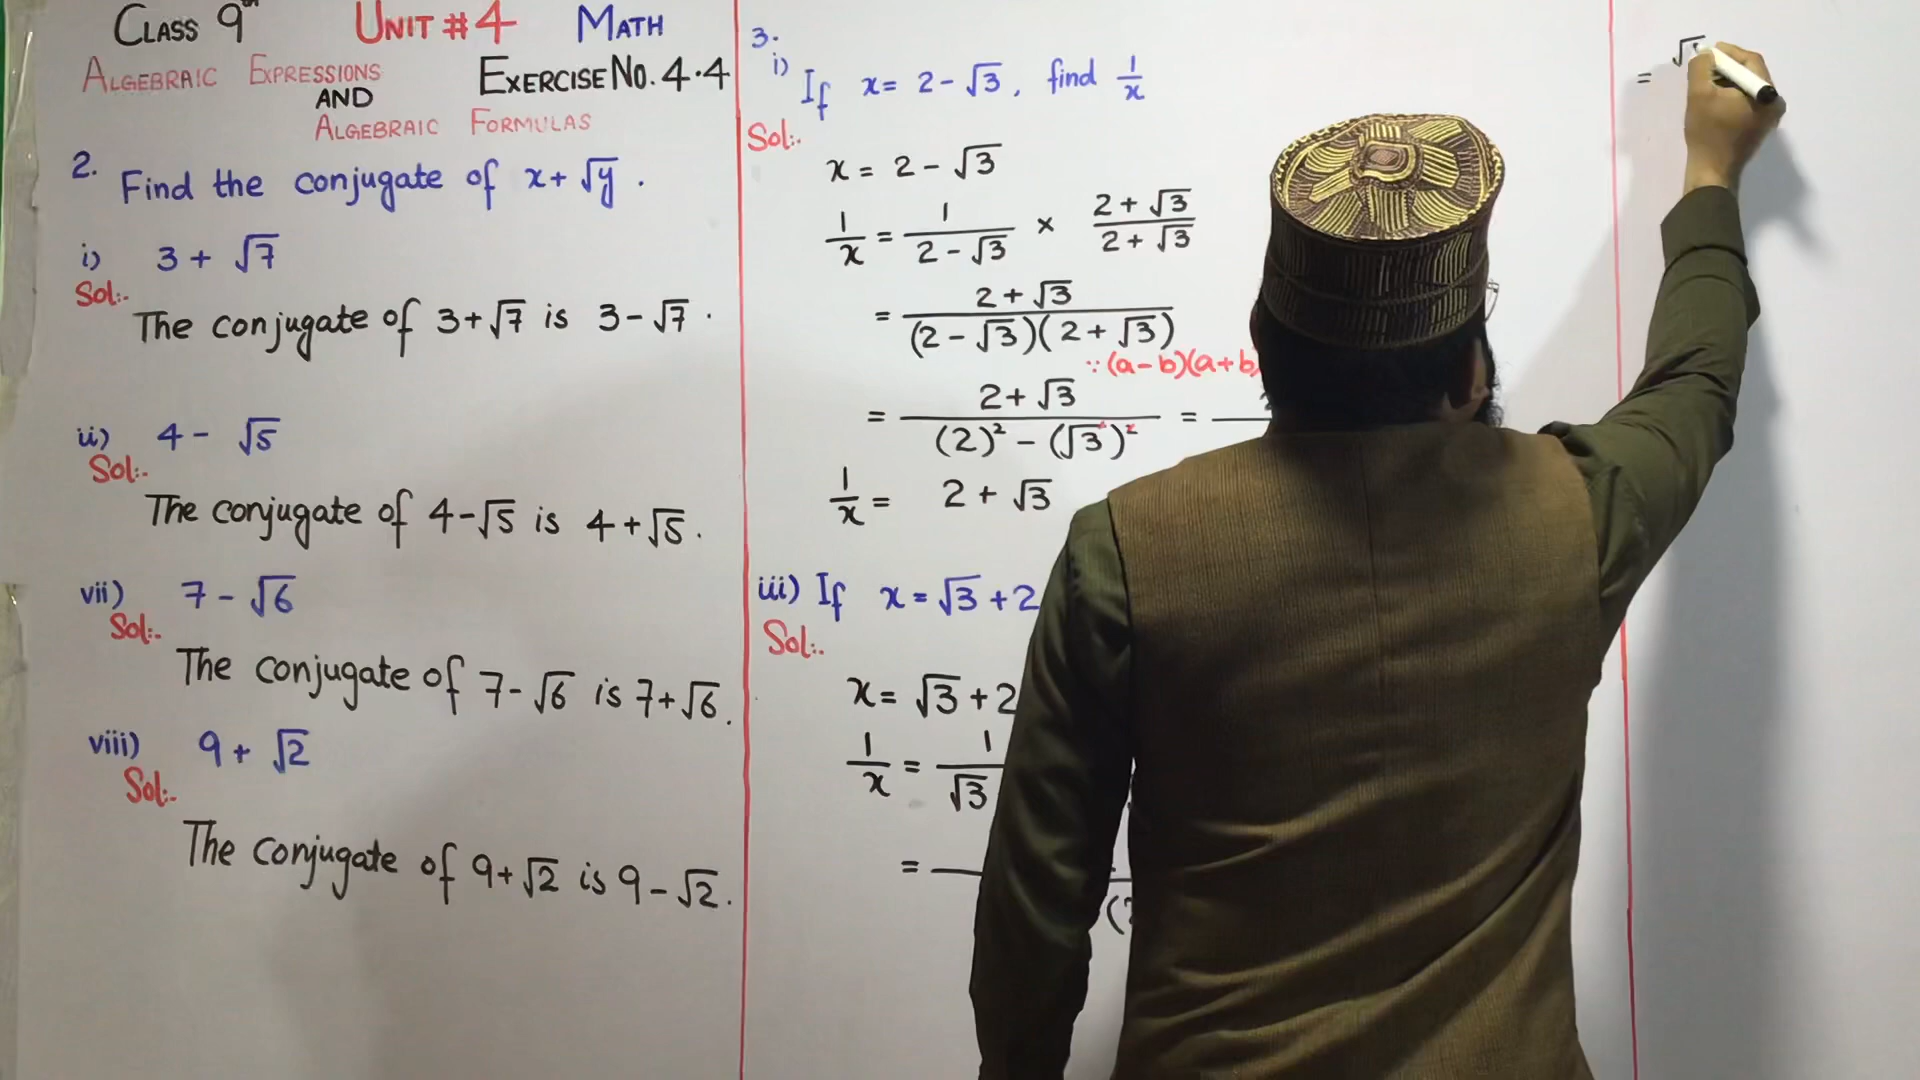 CLASS 9th UNIT # 4 MATH
ALGEBRAIC EXPRESSIONS
AND
ALGEBRAIC FORMULAS
EXERCISE NO. 4.4
2. Find the conjugate of x + √y .
i) 3 + √7
Sol:-
The conjugate of 3+√7 is 3-√7 .
ii) 4 - √5
Sol:-
The conjugate of 4-√5 is 4+√5 .
vii) 7 - √6
Sol:-
The conjugate of 7-√6 is 7+√6 .
viii) 9 + √2
Sol:-
The conjugate of 9+√2 is 9-√2 .
3.
i) If x = 2 - √3 , find 1/x
Sol:-
x = 2 - √3
1/x = 1/(2 - √3) × (2 + √3)/(2 + √3)
= (2 + √3)/((2 - √3)(2 + √3))
∵ (a - b)(a + b
= (2 + √3)/((2)² - (√3)²) =
1/x = 2 + √3
iii) If x = √3 + 2
Sol:-
x = √3 + 2
1/x = 1/√3
=
(
= √